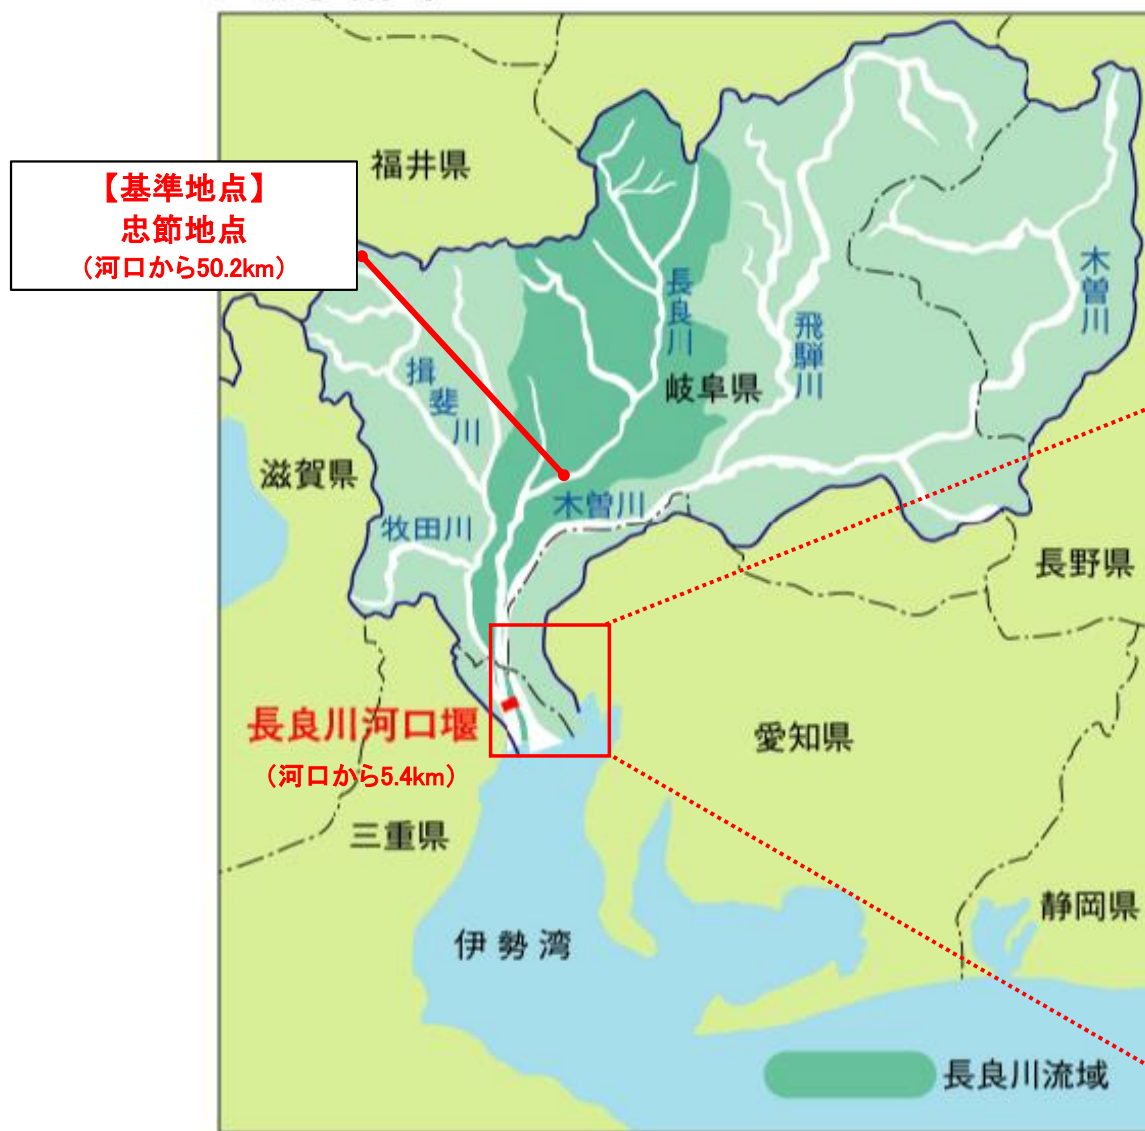 福井県
【基準地点】
忠節地点
(河口から50.2km)
木曽川
長良川
飛騨川
揖斐川
岐阜県
滋賀県
木曽川
牧田川
長野県
長良川河口堰
(河口から5.4km)
愛知県
三重県
静岡県
伊勢湾
長良川流域